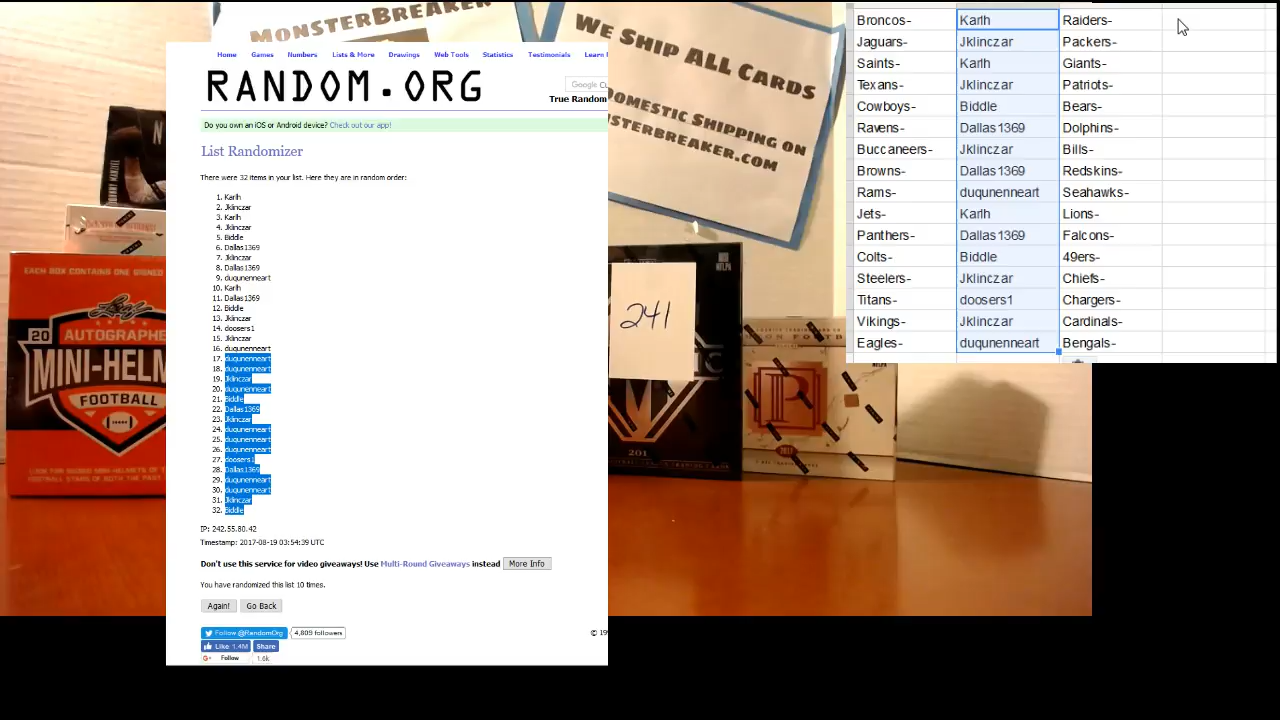 MONSTERBREAKER
WE SHIP ALL CARDS
DOMESTIC SHIPPING ON
Home Games Numbers Lists & More Drawings Web Tools Statistics Testimonials Learn
RANDOM.ORG
True Random
Do you own an iOS or Android device? Check out our app!
List Randomizer
There were 32 items in your list. Here they are in random order:
1. Karlh
2. Jklinczar
3. Karlh
4. Jklinczar
5. Biddle
6. Dallas1369
7. Jklinczar
8. Dallas1369
9. duqunenneart
10. Karlh
11. Dallas1369
12. Biddle
13. Jklinczar
14. doosers1
15. Jklinczar
16. duqunenneart
17. duqunenneart
18. duqunenneart
19. Jklinczar
20. duqunenneart
21. Biddle
22. Dallas1369
23. Jklinczar
24. duqunenneart
25. duqunenneart
26. duqunenneart
27. doosers1
28. Dallas1369
29. duqunenneart
30. duqunenneart
31. Jklinczar
32. Biddle
IP: 242.55.80.42
Timestamp: 2017-08-19 03:54:39 UTC
Don't use this service for video giveaways! Use Multi-Round Giveaways instead More Info
You have randomized this list 10 times.
Again! Go Back
Follow @RandomOrg 4,809 followers
Like 1.4M Share
Follow 1.6k
Broncos- Karlh Raiders-
Jaguars- Jklinczar Packers-
Saints- Karlh Giants-
Texans- Jklinczar Patriots-
Cowboys- Biddle Bears-
Ravens- Dallas1369 Dolphins-
Buccaneers- Jklinczar Bills-
Browns- Dallas1369 Redskins-
Rams- duqunenneart Seahawks-
Jets- Karlh Lions-
Panthers- Dallas1369 Falcons-
Colts- Biddle 49ers-
Steelers- Jklinczar Chiefs-
Titans- doosers1 Chargers-
Vikings- Jklinczar Cardinals-
Eagles- duqunenneart Bengals-
EACH BOX CONTAINS ONE SIGNED
Leaf
20
AUTOGRAPHE
MINI-HELM
FOOTBALL
241
201